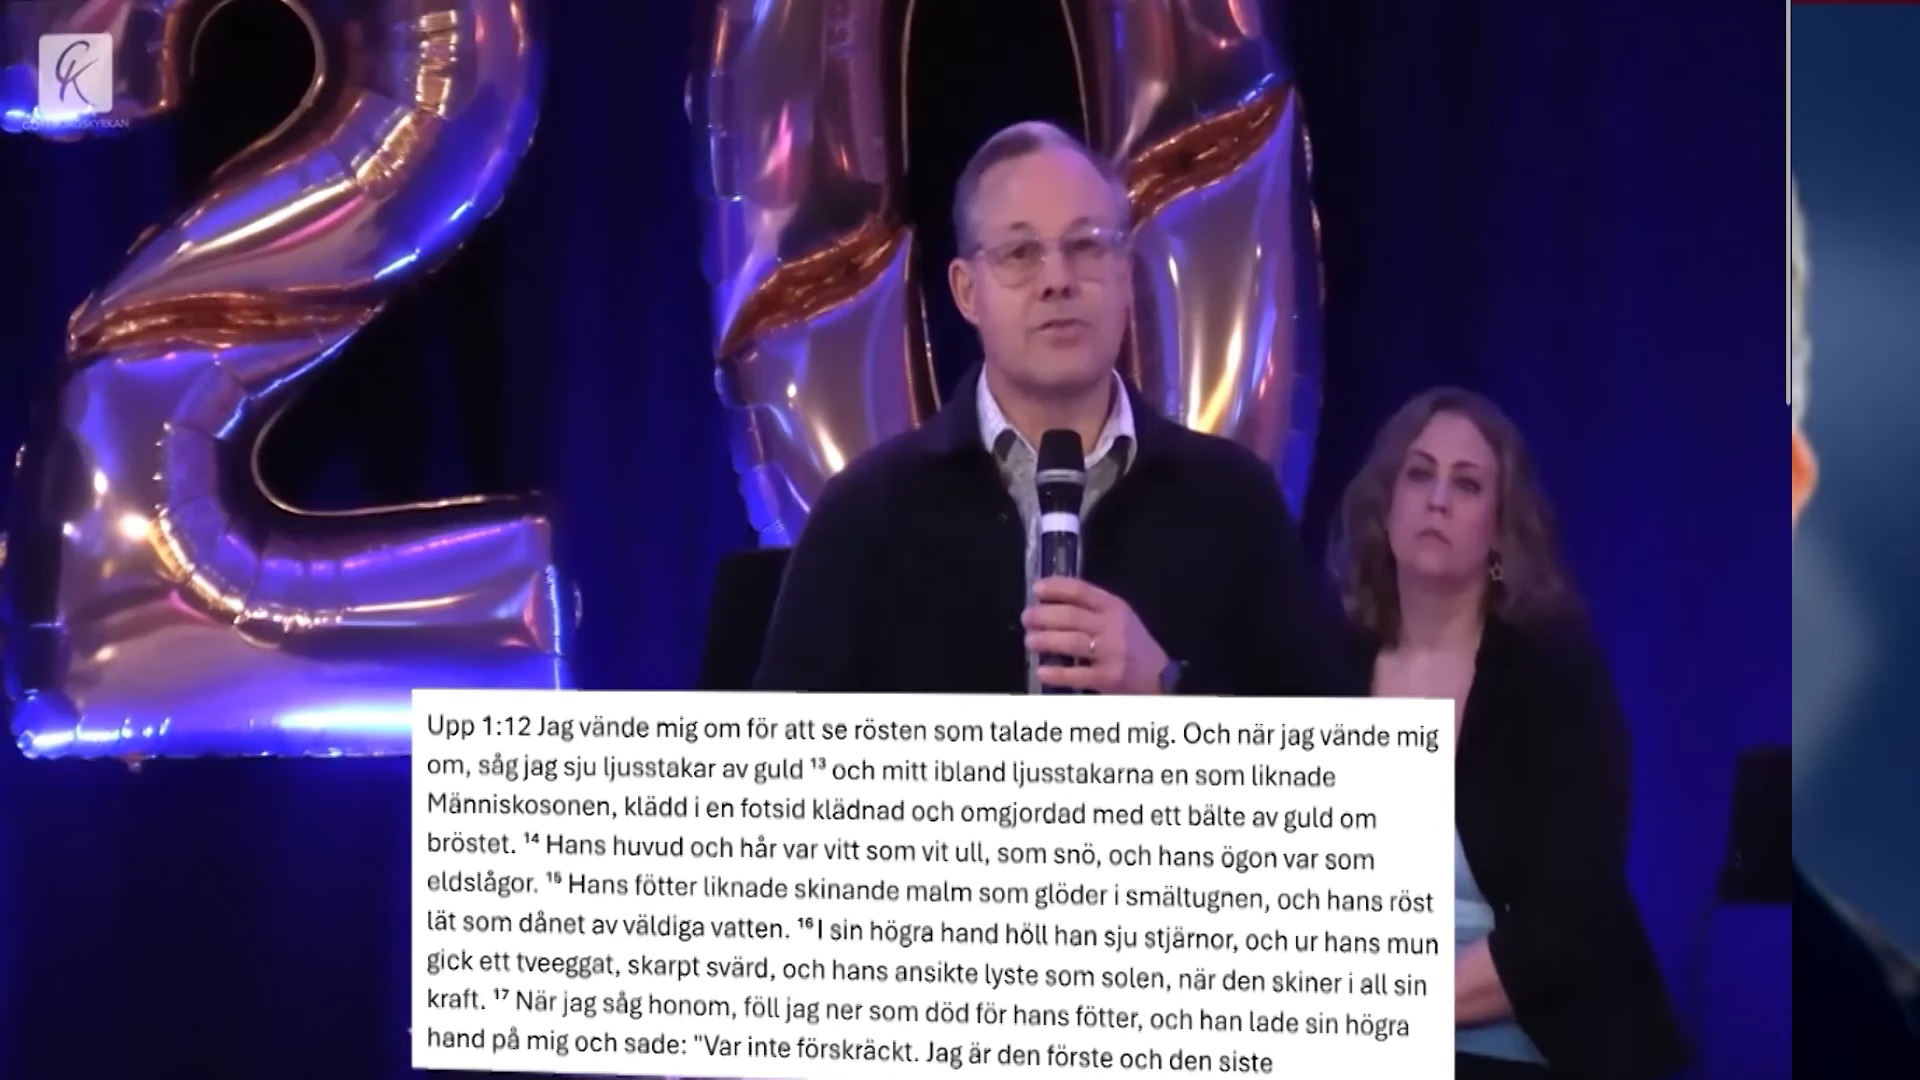 GÖTEBORGSKYRKAN
Upp 1:12 Jag vände mig om för att se rösten som talade med mig. Och när jag vände mig
om, såg jag sju ljusstakar av guld ¹³ och mitt ibland ljusstakarna en som liknade
Människosonen, klädd i en fotsid klädnad och omgjordad med ett bälte av guld om
bröstet. ¹⁴ Hans huvud och hår var vitt som vit ull, som snö, och hans ögon var som
eldslågor. ¹⁵ Hans fötter liknade skinande malm som glöder i smältugnen, och hans röst
lät som dånet av väldiga vatten. ¹⁶ I sin högra hand höll han sju stjärnor, och ur hans mun
gick ett tveeggat, skarpt svärd, och hans ansikte lyste som solen, när den skiner i all sin
kraft. ¹⁷ När jag såg honom, föll jag ner som död för hans fötter, och han lade sin högra
hand på mig och sade: "Var inte förskräckt. Jag är den förste och den siste